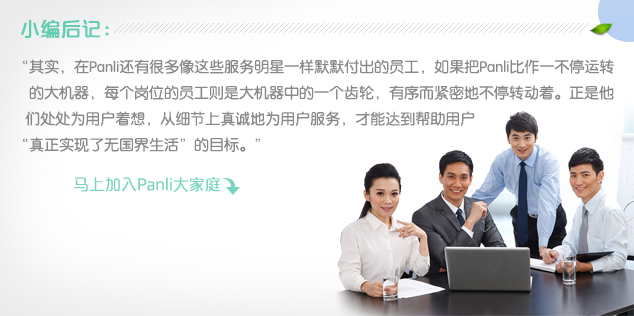 小编后记：
“其实，在Panli还有很多像这些服务明星一样默默付出的员工，如果把Panli比作一不停运转
的大机器，每个岗位的员工则是大机器中的一个齿轮，有序而紧密地不停转动着。正是他
们处处为用户着想，从细节上真诚地为用户服务，才能达到帮助用户
“真正实现了无国界生活”的目标。”
马上加入Panli大家庭